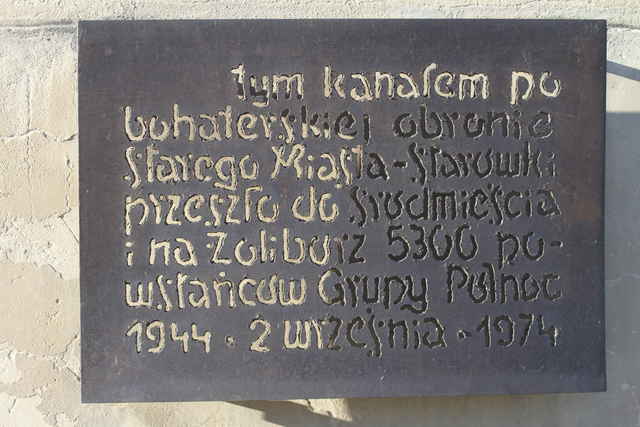 tym kanałem po
bohaterskiej obronie
Starego Miasta-Starówki
przeszło do Śródmieścia
i na Żoliborz 5300 po-
wstańców Grupy Północ
1944 · 2 września · 1974